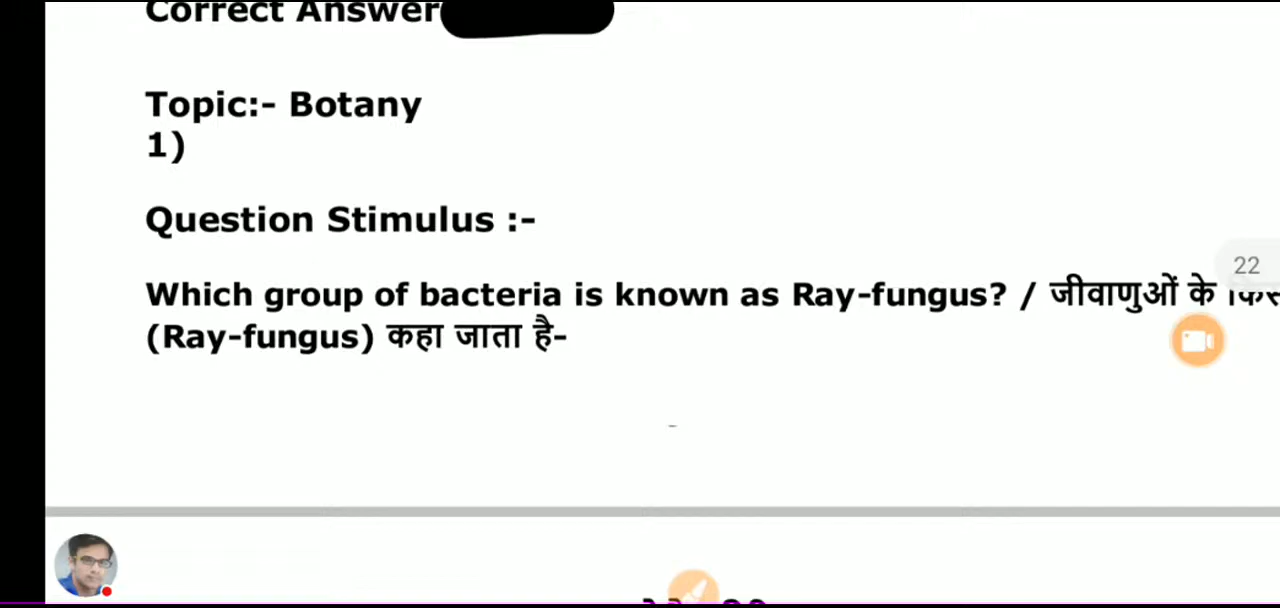 Correct Answer
Topic:- Botany
1)
Question Stimulus :-
22
Which group of bacteria is known as Ray-fungus? / जीवाणुओं के
(Ray-fungus) कहा जाता है-